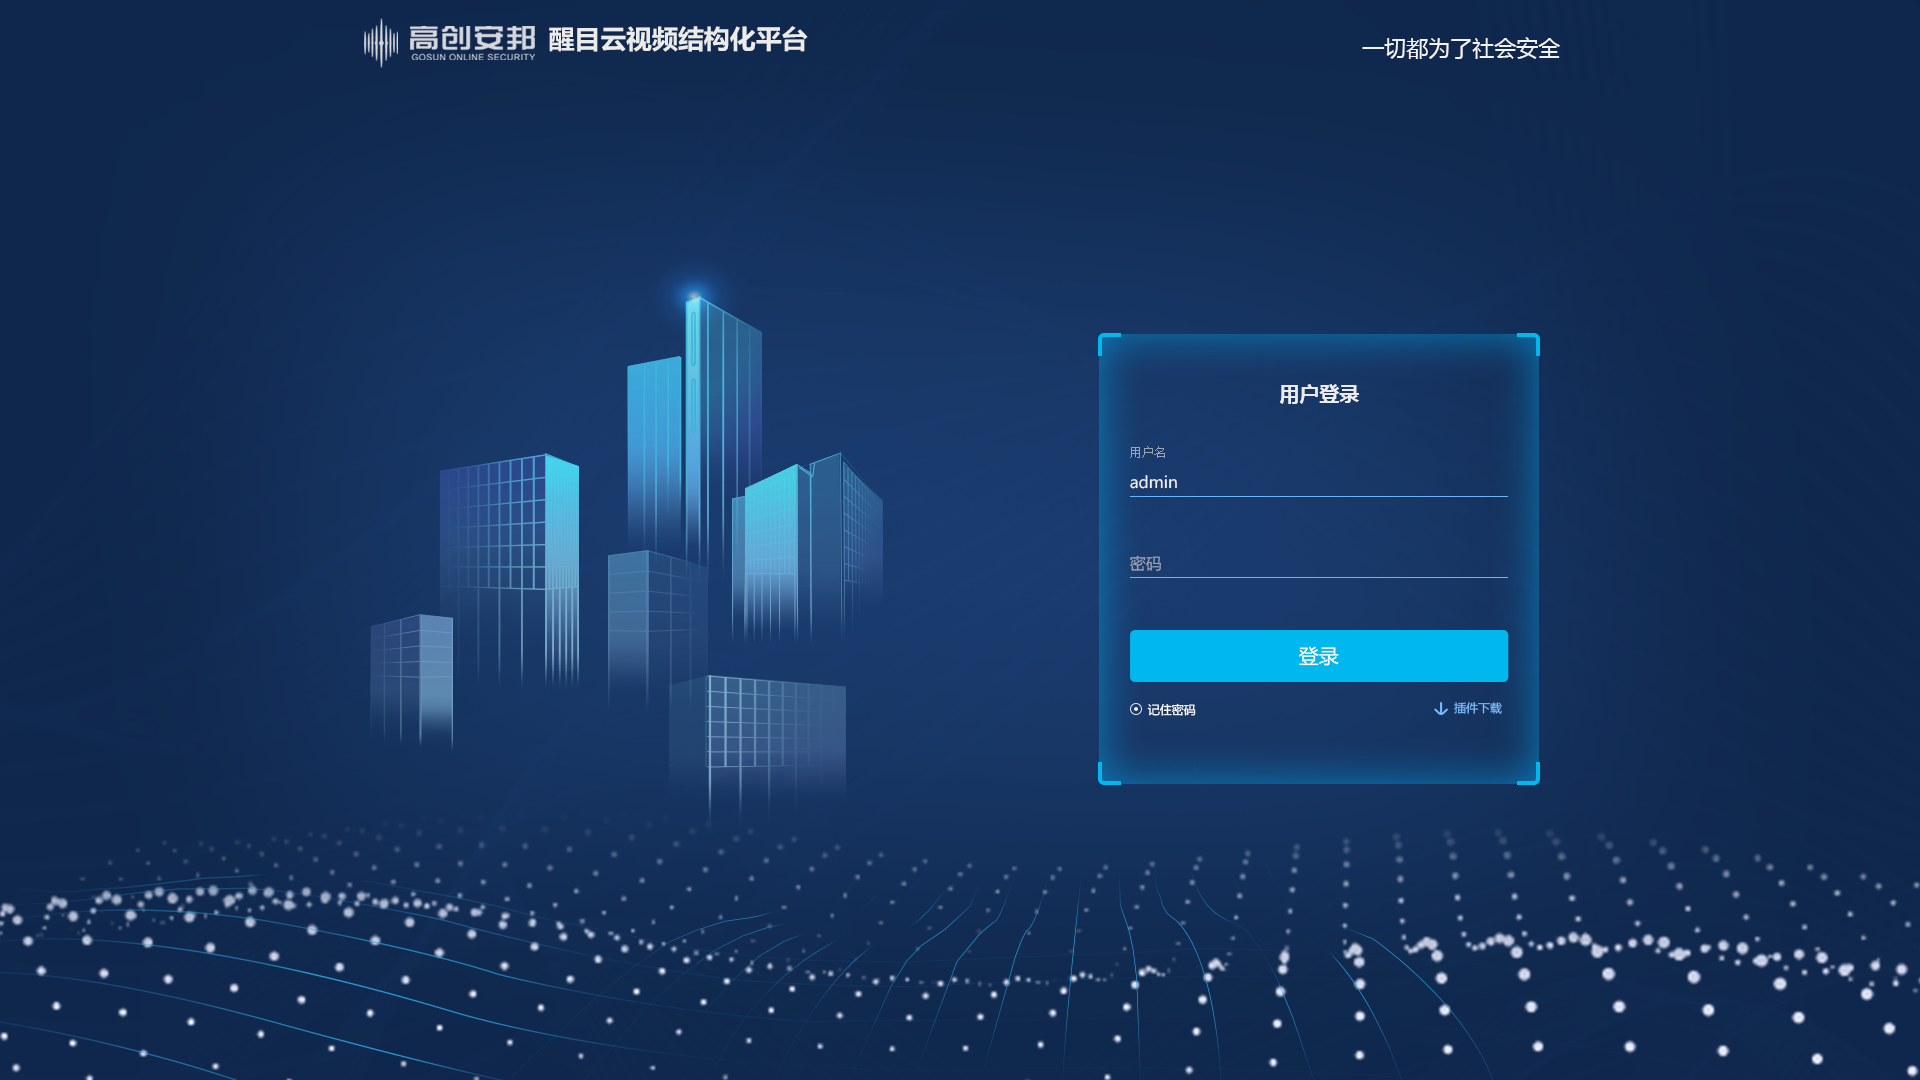 高创安邦 醒目云视频结构化平台
GOSUN ONLINE SECURITY
一切都为了社会安全
用户登录
用户名
admin
密码
登录
记住密码 插件下载